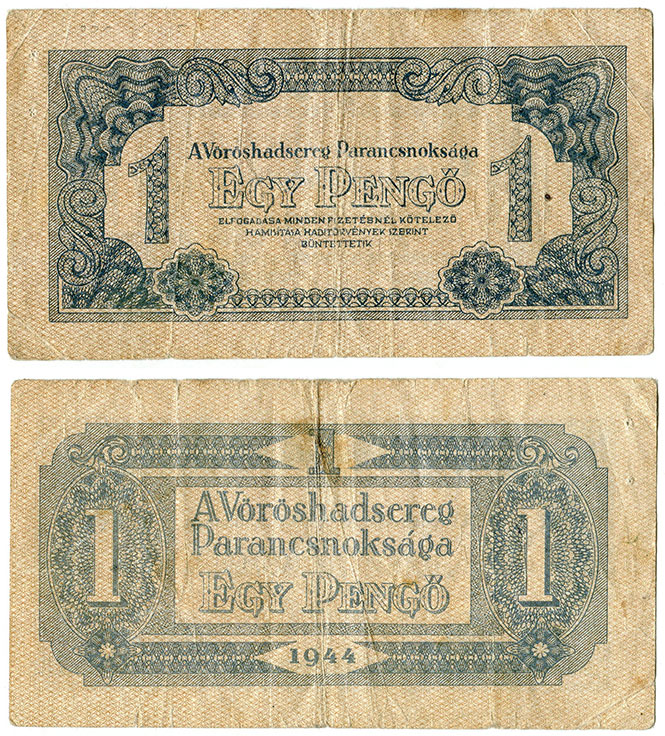 A Vöröshadsereg Parancsnoksága
1
EGY PENGŐ
1
ELFOGADÁSA MINDEN FIZETÉSNÉL KÖTELEZŐ
HAMISITÁSA HADITÖRVÉNYEK SZERINT
BÜNTETTETIK
1
A Vöröshadsereg
Parancsnoksága
1
1
EGY PENGŐ
1944